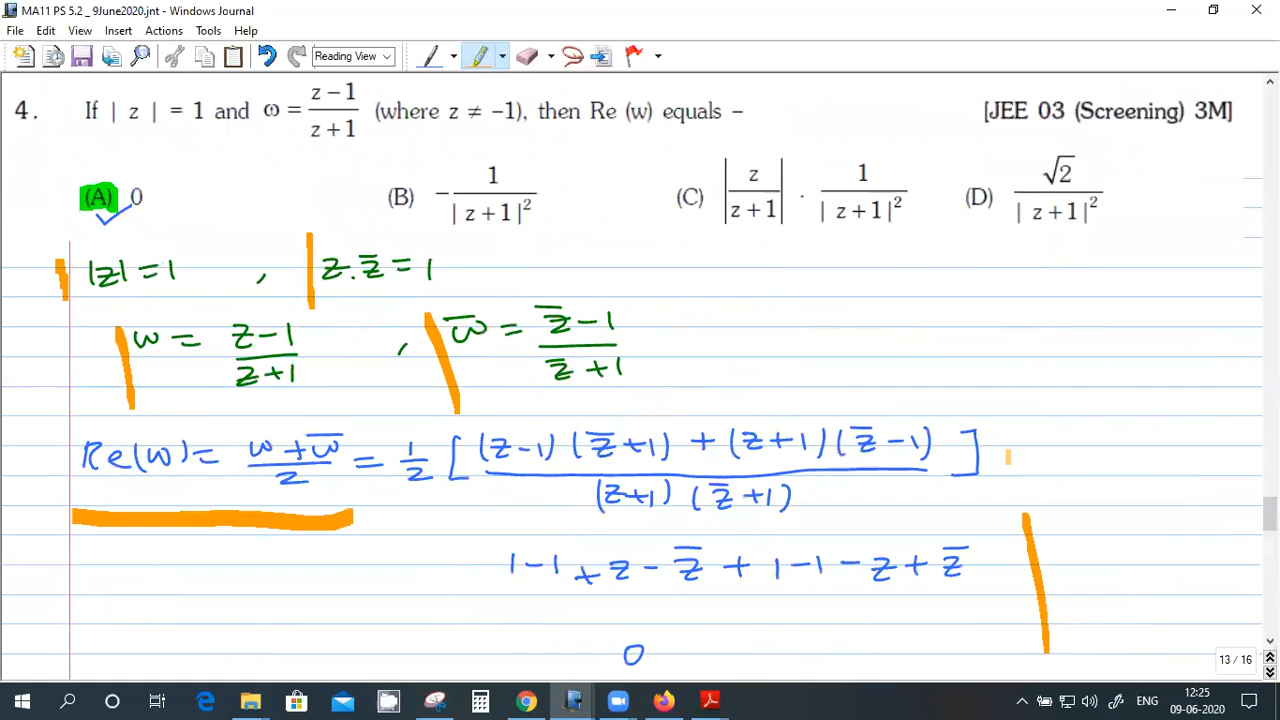 MA11 PS 5.2 _ 9June2020.jnt - Windows Journal
File Edit View Insert Actions Tools Help
Reading View
4. If | z | = 1 and ω = (z − 1)/(z + 1) (where z ≠ −1), then Re (w) equals – [JEE 03 (Screening) 3M]
(A) 0 (B) −1/| z + 1 |² (C) |z/(z + 1)| · 1/| z + 1 |² (D) √2/| z + 1 |²
|z| = 1 , z.z̅ = 1
w = (z−1)/(z+1) , w̅ = (z̅−1)/(z̅+1)
Re(w) = (w+w̅)/2 = 1/2 [ ((z−1)(z̅+1) + (z+1)(z̅−1)) / ((z+1)(z̅+1)) ]
1−1+z−z̅+1−1−z+z̅
0
13 / 16
ENG 12:25
09-06-2020